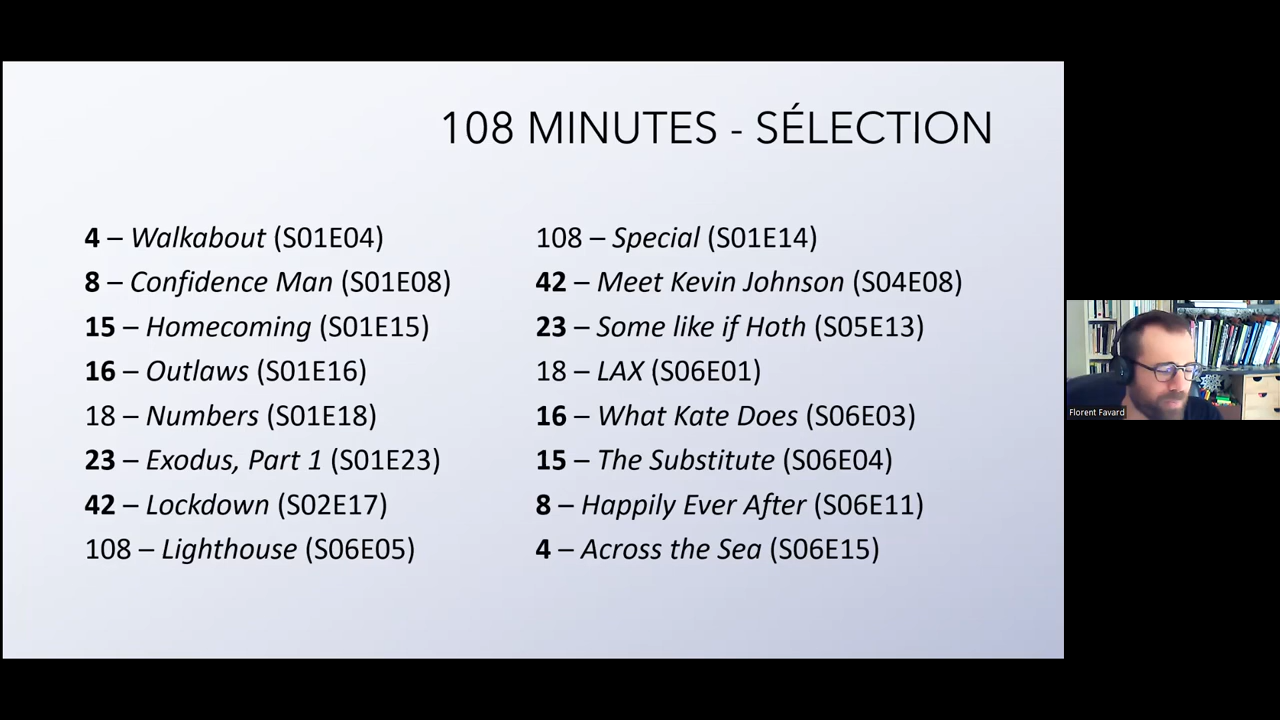 108 MINUTES - SÉLECTION
4 – Walkabout (S01E04)
8 – Confidence Man (S01E08)
15 – Homecoming (S01E15)
16 – Outlaws (S01E16)
18 – Numbers (S01E18)
23 – Exodus, Part 1 (S01E23)
42 – Lockdown (S02E17)
108 – Lighthouse (S06E05)
108 – Special (S01E14)
42 – Meet Kevin Johnson (S04E08)
23 – Some like if Hoth (S05E13)
18 – LAX (S06E01)
16 – What Kate Does (S06E03)
15 – The Substitute (S06E04)
8 – Happily Ever After (S06E11)
4 – Across the Sea (S06E15)
Florent Favard